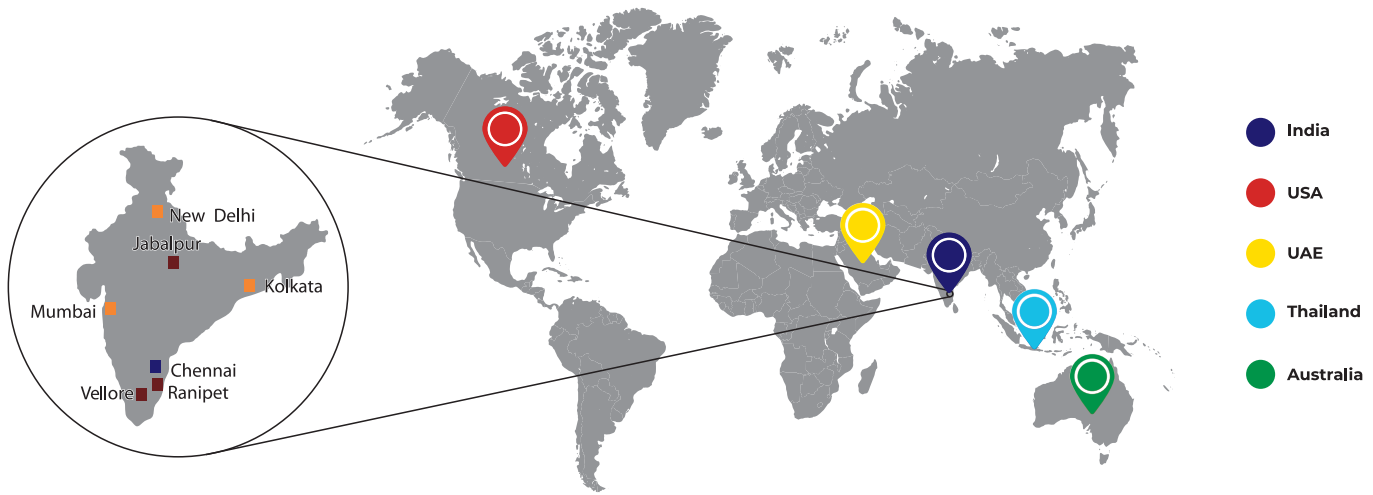 New Delhi
Jabalpur
Kolkata
Mumbai
Chennai
Vellore
Ranipet
India
USA
UAE
Thailand
Australia